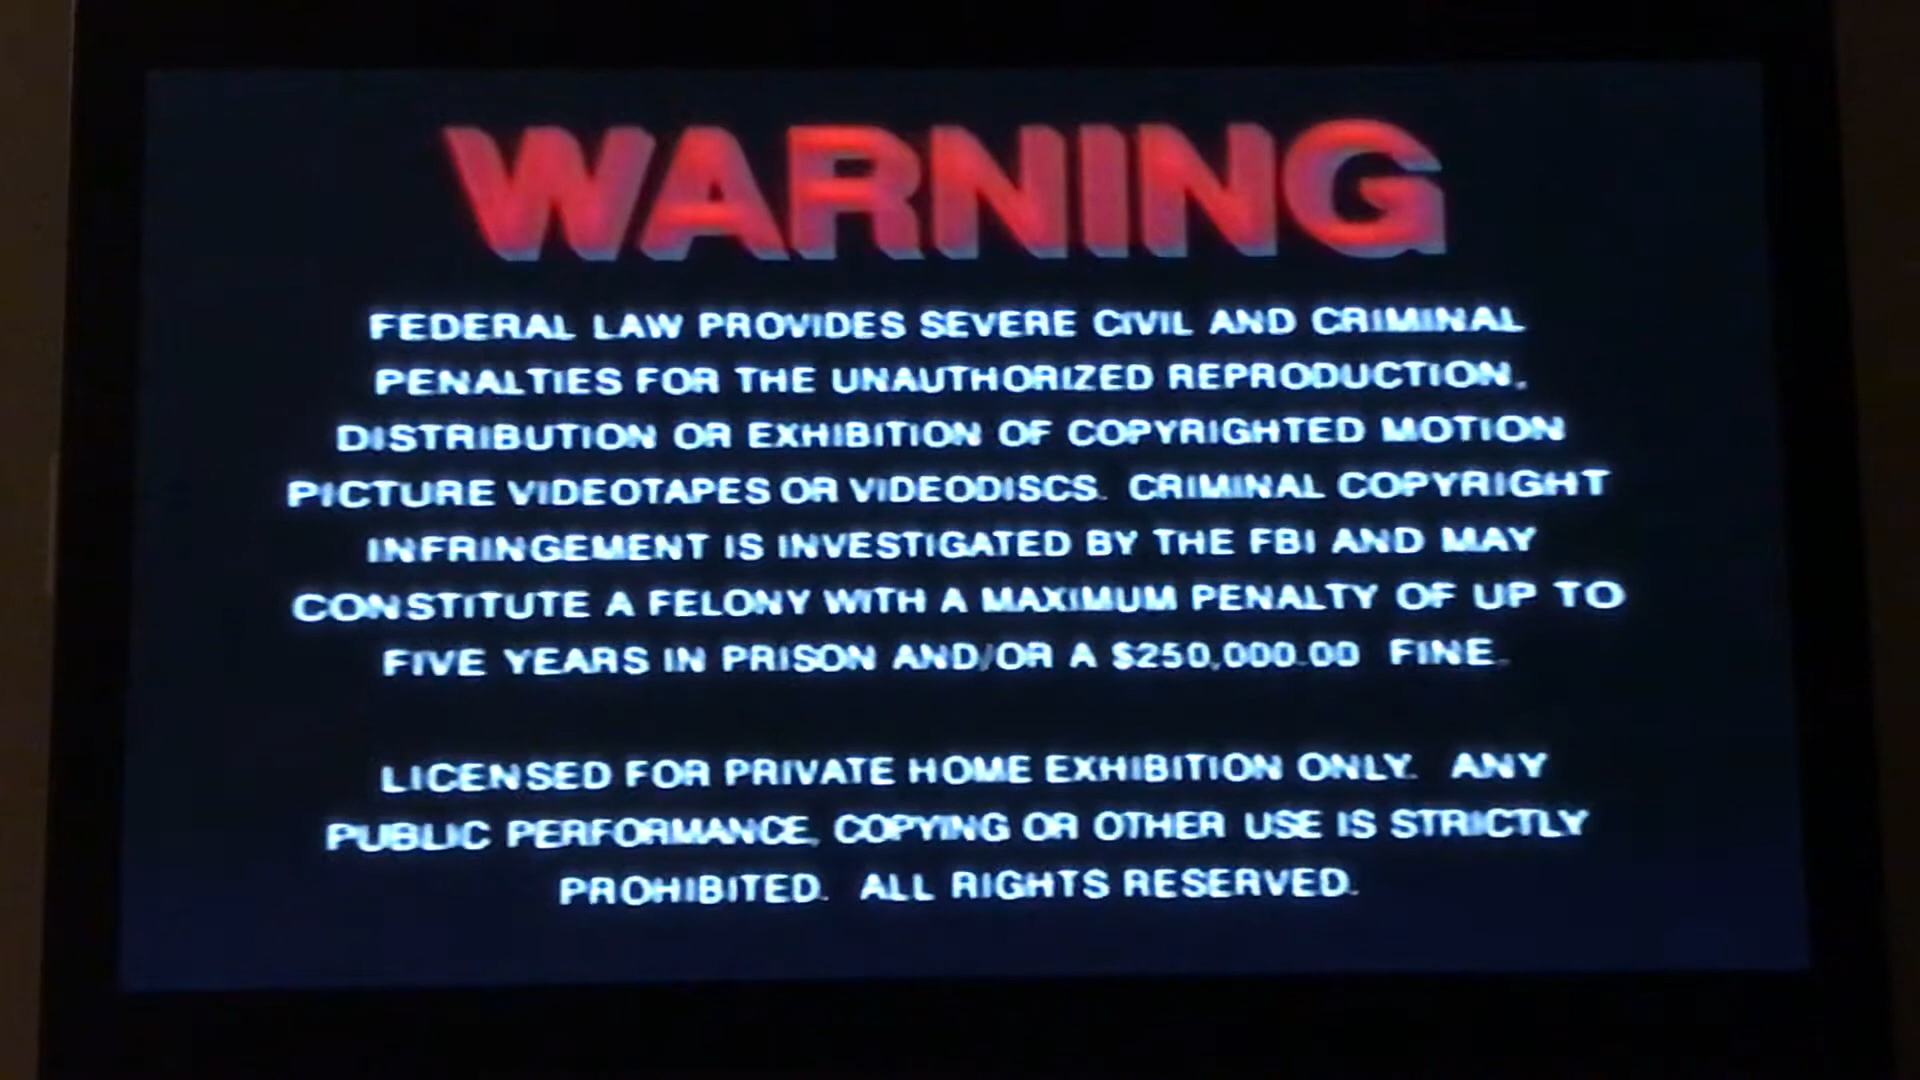 WARNING
FEDERAL LAW PROVIDES SEVERE CIVIL AND CRIMINAL
PENALTIES FOR THE UNAUTHORIZED REPRODUCTION,
DISTRIBUTION OR EXHIBITION OF COPYRIGHTED MOTION
PICTURE VIDEOTAPES OR VIDEODISCS. CRIMINAL COPYRIGHT
INFRINGEMENT IS INVESTIGATED BY THE FBI AND MAY
CONSTITUTE A FELONY WITH A MAXIMUM PENALTY OF UP TO
FIVE YEARS IN PRISON AND/OR A $250,000.00 FINE.
LICENSED FOR PRIVATE HOME EXHIBITION ONLY. ANY
PUBLIC PERFORMANCE, COPYING OR OTHER USE IS STRICTLY
PROHIBITED. ALL RIGHTS RESERVED.